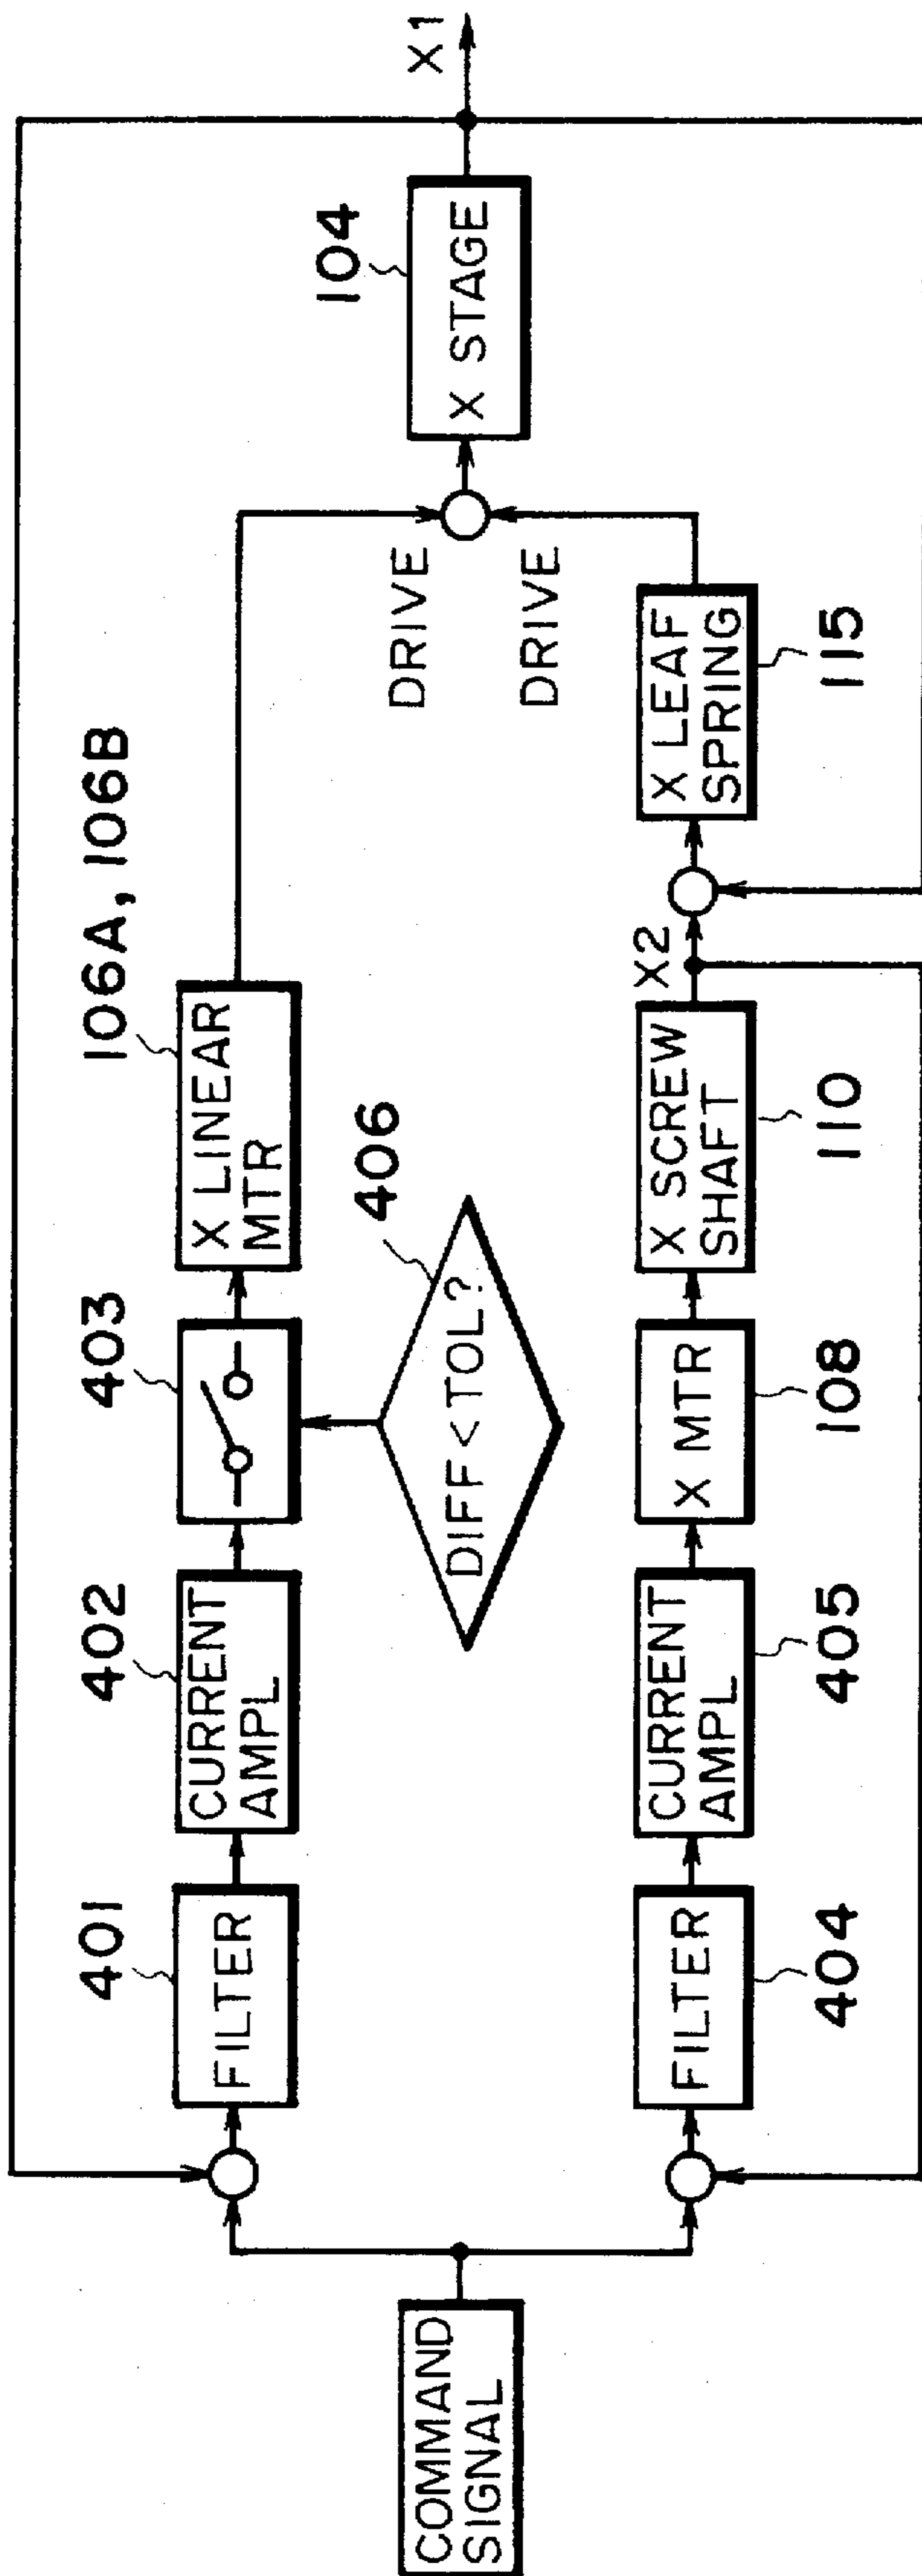 COMMAND
SIGNAL
401
FILTER
402
CURRENT
AMPL
403
106A, 106B
X LINEAR
MTR
406
DIFF < TOL?
DRIVE
DRIVE
104
X STAGE
X1
FILTER
404
CURRENT
AMPL
405
X MTR
108
X SCREW
SHAFT
110
X2
X LEAF
SPRING
115